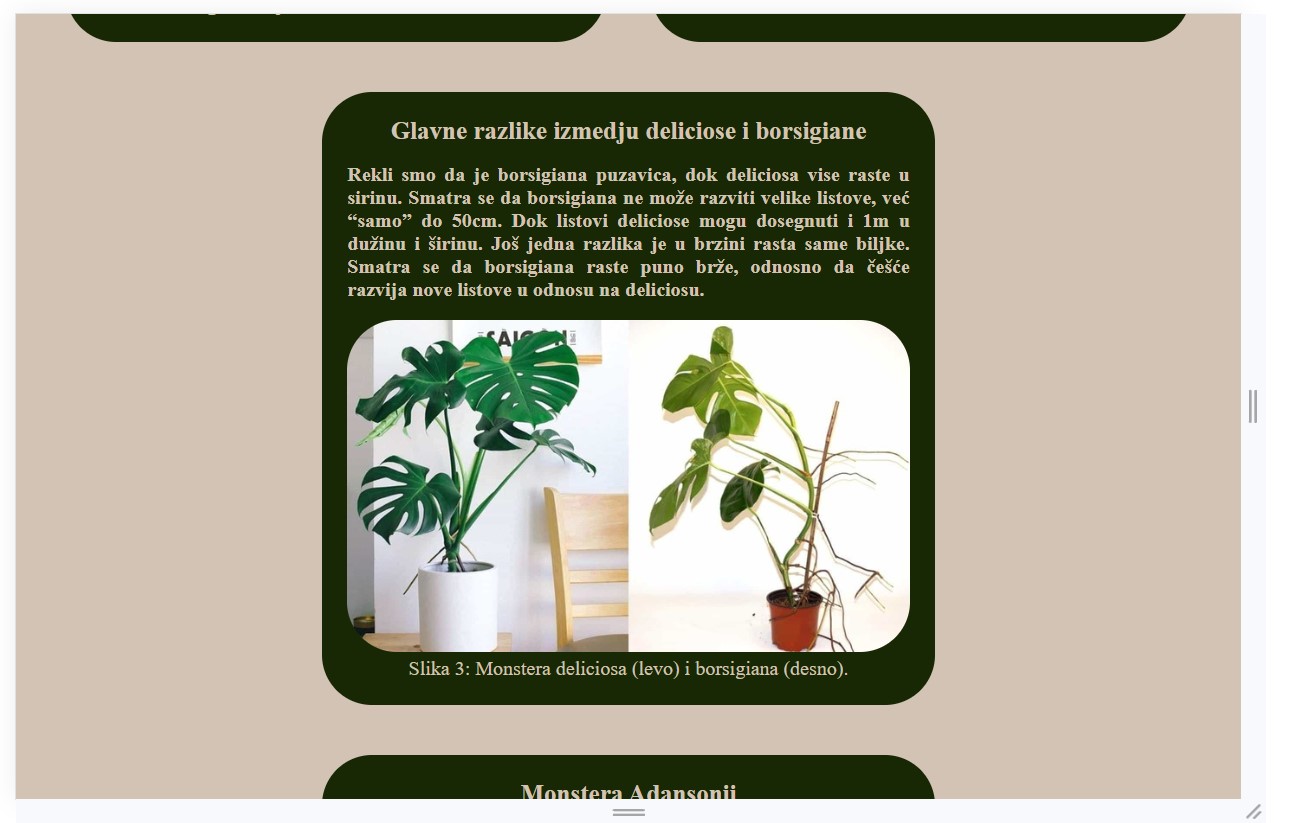 Glavne razlike izmedju deliciose i borsigiane
Rekli smo da je borsigiana puzavica, dok deliciosa vise raste u
sirinu. Smatra se da borsigiana ne može razviti velike listove, već
“samo” do 50cm. Dok listovi deliciose mogu dosegnuti i 1m u
dužinu i širinu. Još jedna razlika je u brzini rasta same biljke.
Smatra se da borsigiana raste puno brže, odnosno da češće
razvija nove listove u odnosu na deliciosu.
Slika 3: Monstera deliciosa (levo) i borsigiana (desno).
Monstera Adansonii